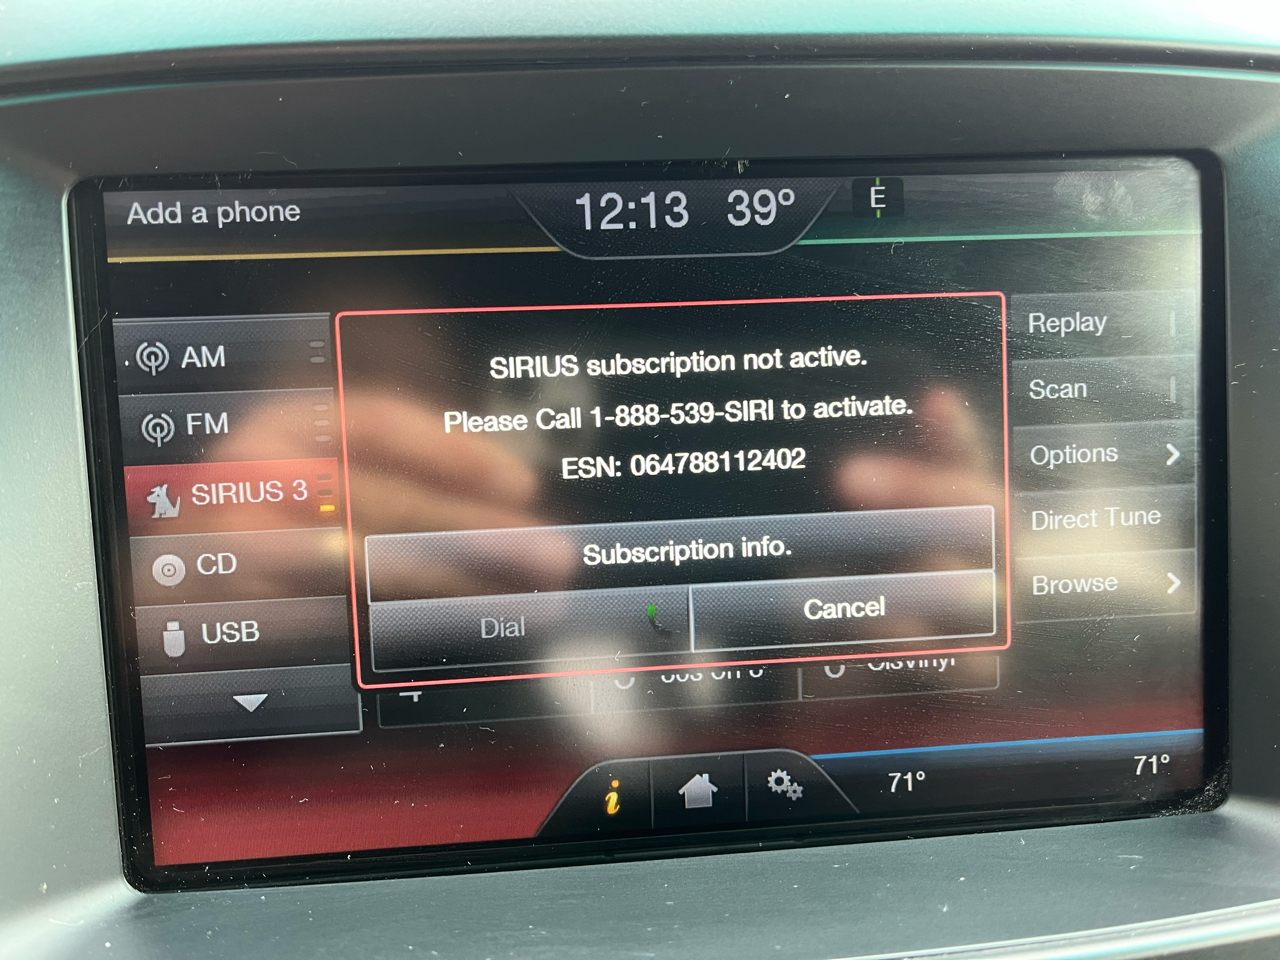 Add a phone
12:13 39° E
AM
FM
SIRIUS 3
CD
USB
SIRIUS subscription not active.
Please Call 1-888-539-SIRI to activate.
ESN: 064788112402
Subscription info.
Dial
Cancel
Replay
Scan
Options
Direct Tune
Browse
i
71°
71°